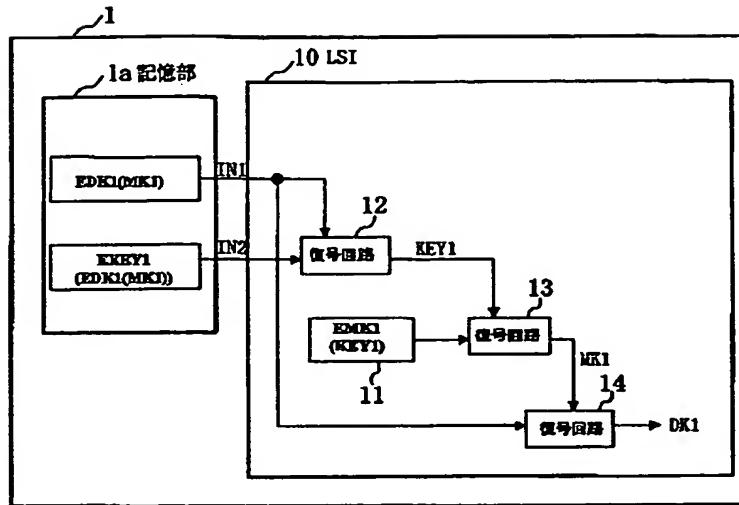 1
1a 記憶部
10 LSI
EDK1(MK1)
IN1
12
EKEY1
(EDK1(MK1))
IN2
復号回路
KEY1
13
EMK1
(KEY1)
復号回路
11
MK1
14
復号回路
DK1